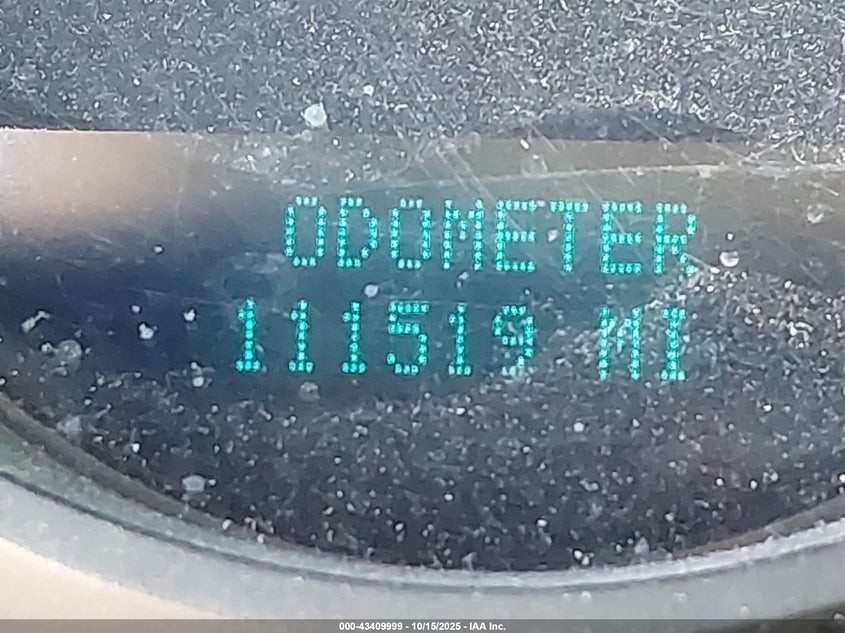 ODOMETER
111519 MI
000-43409999 - 10/15/2025 - IAA Inc.